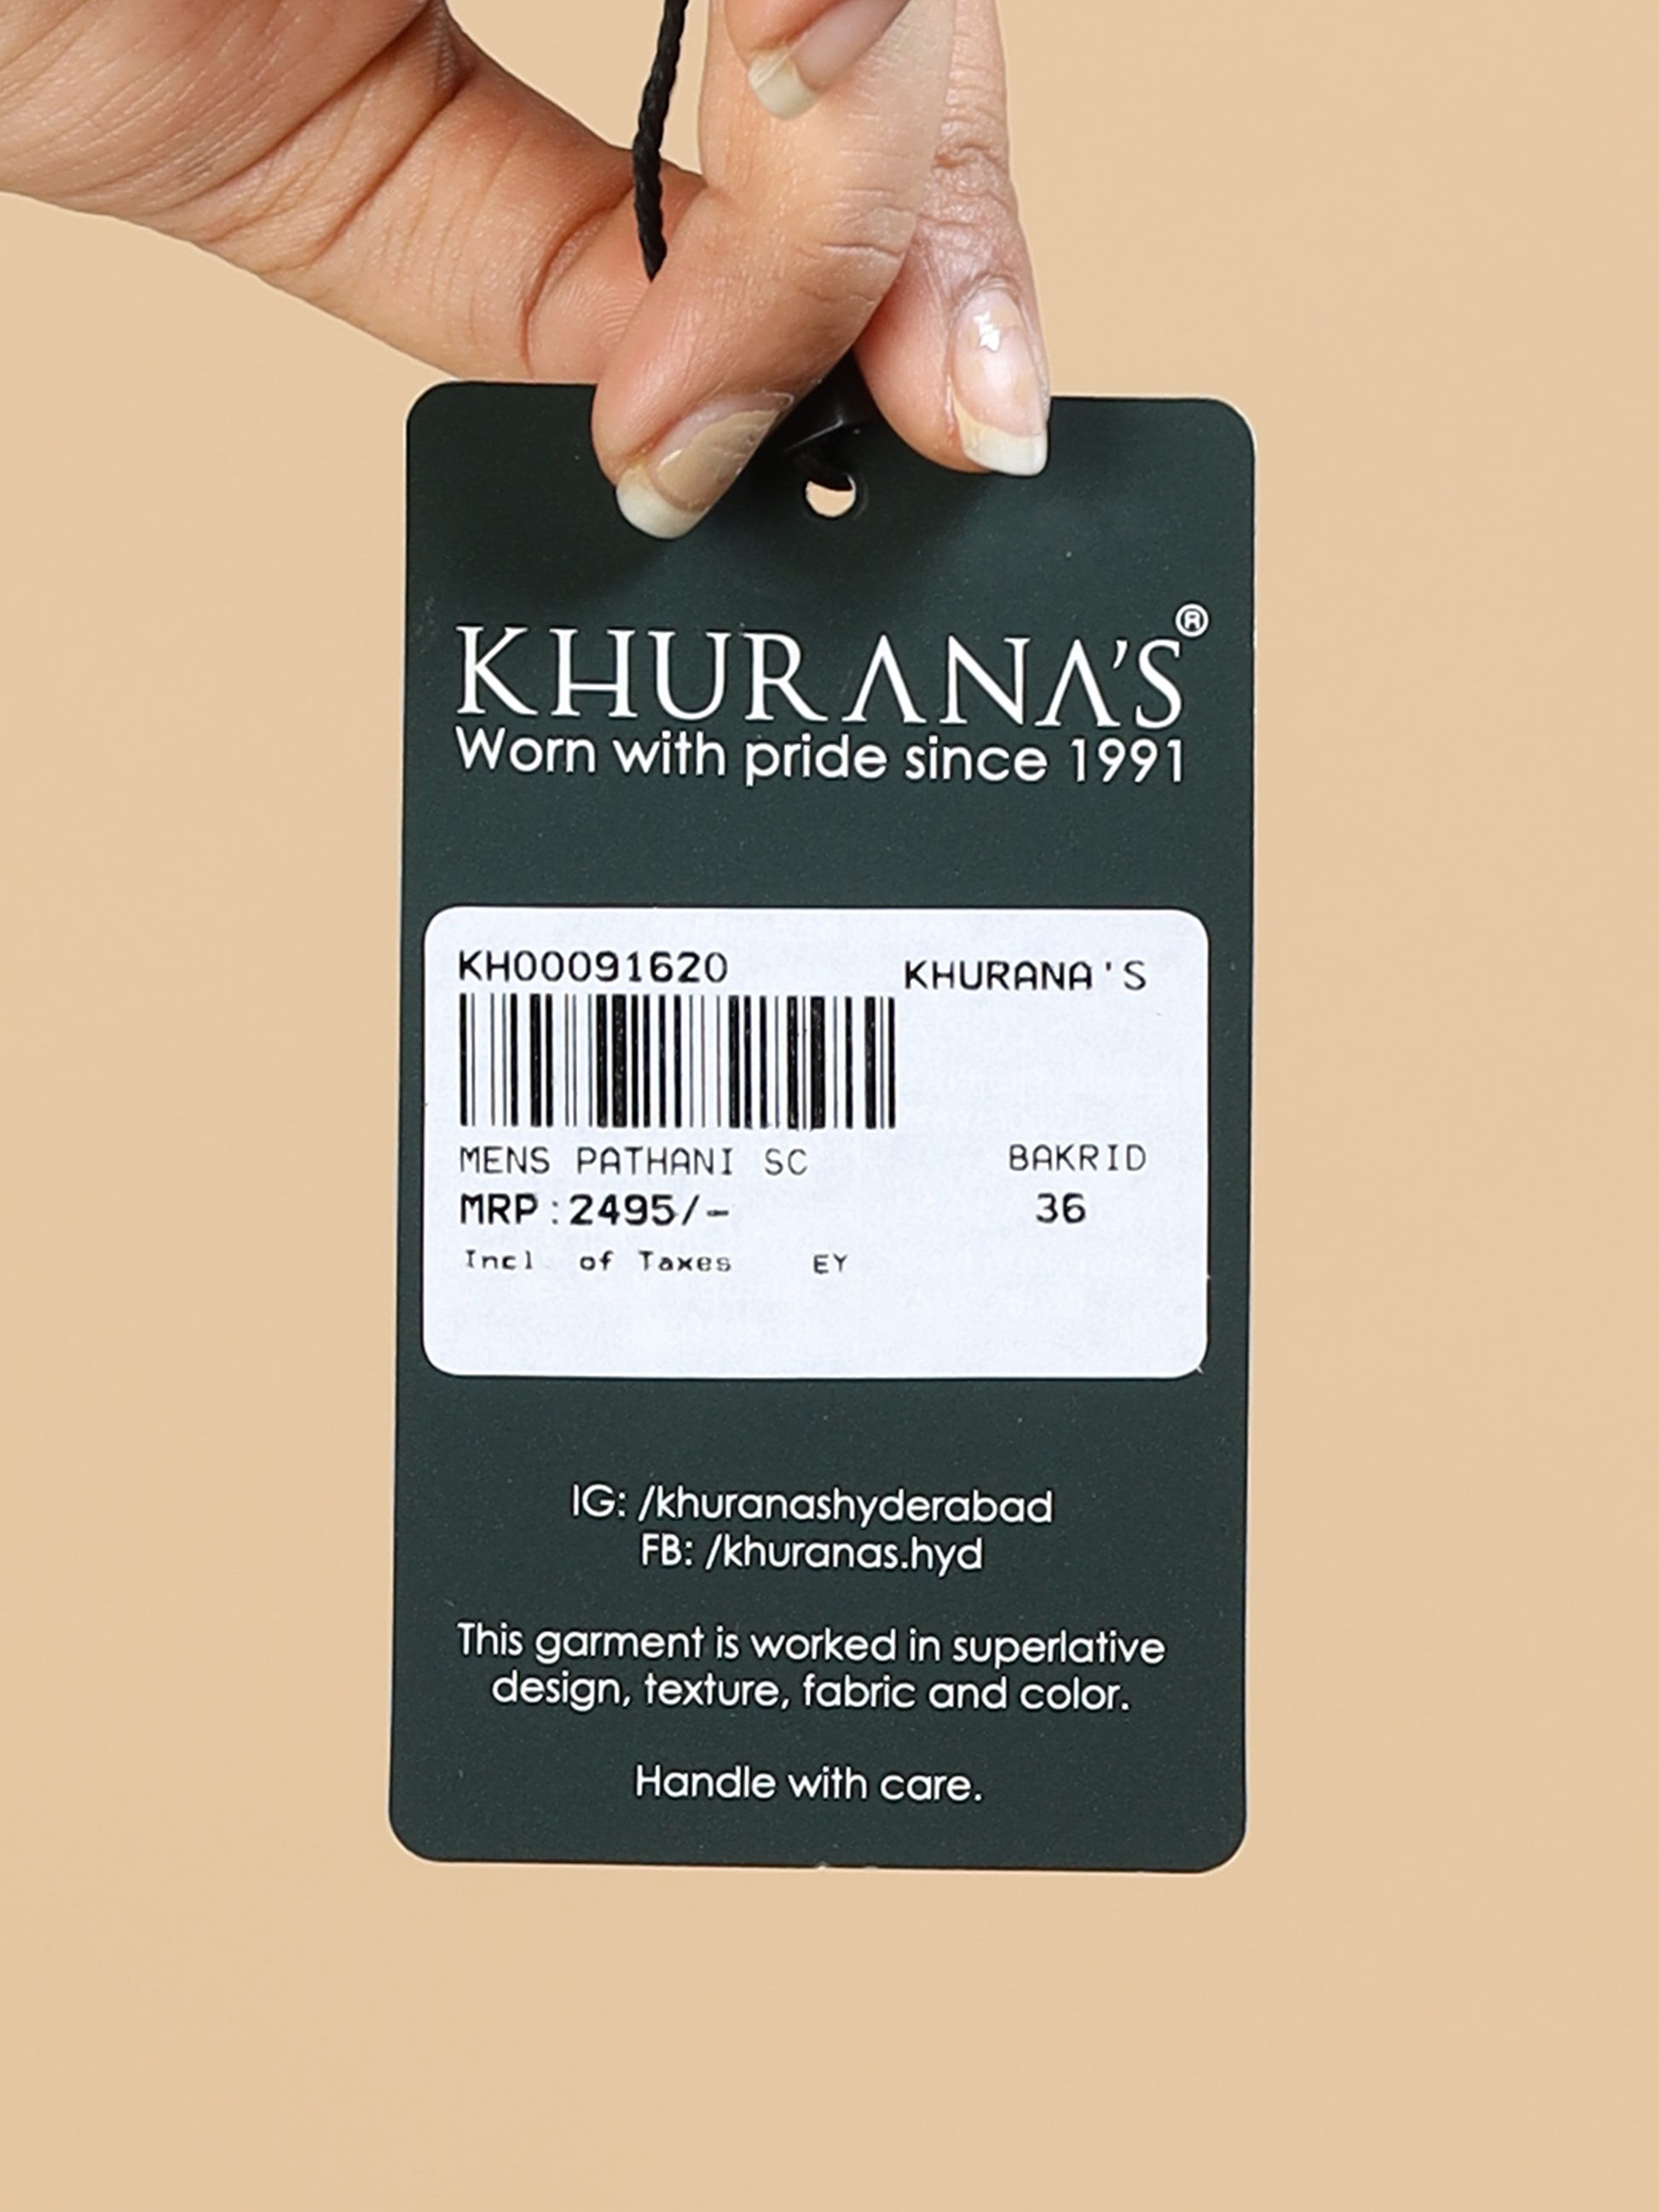 KHURANA'S®
Worn with pride since 1991
KH00091620 KHURANA'S
MENS PATHANI SC BAKRID
MRP:2495/- 36
Incl. of Taxes EY
IG: /khuranashyderabad
FB: /khuranas.hyd
This garment is worked in superlative
design, texture, fabric and color.
Handle with care.